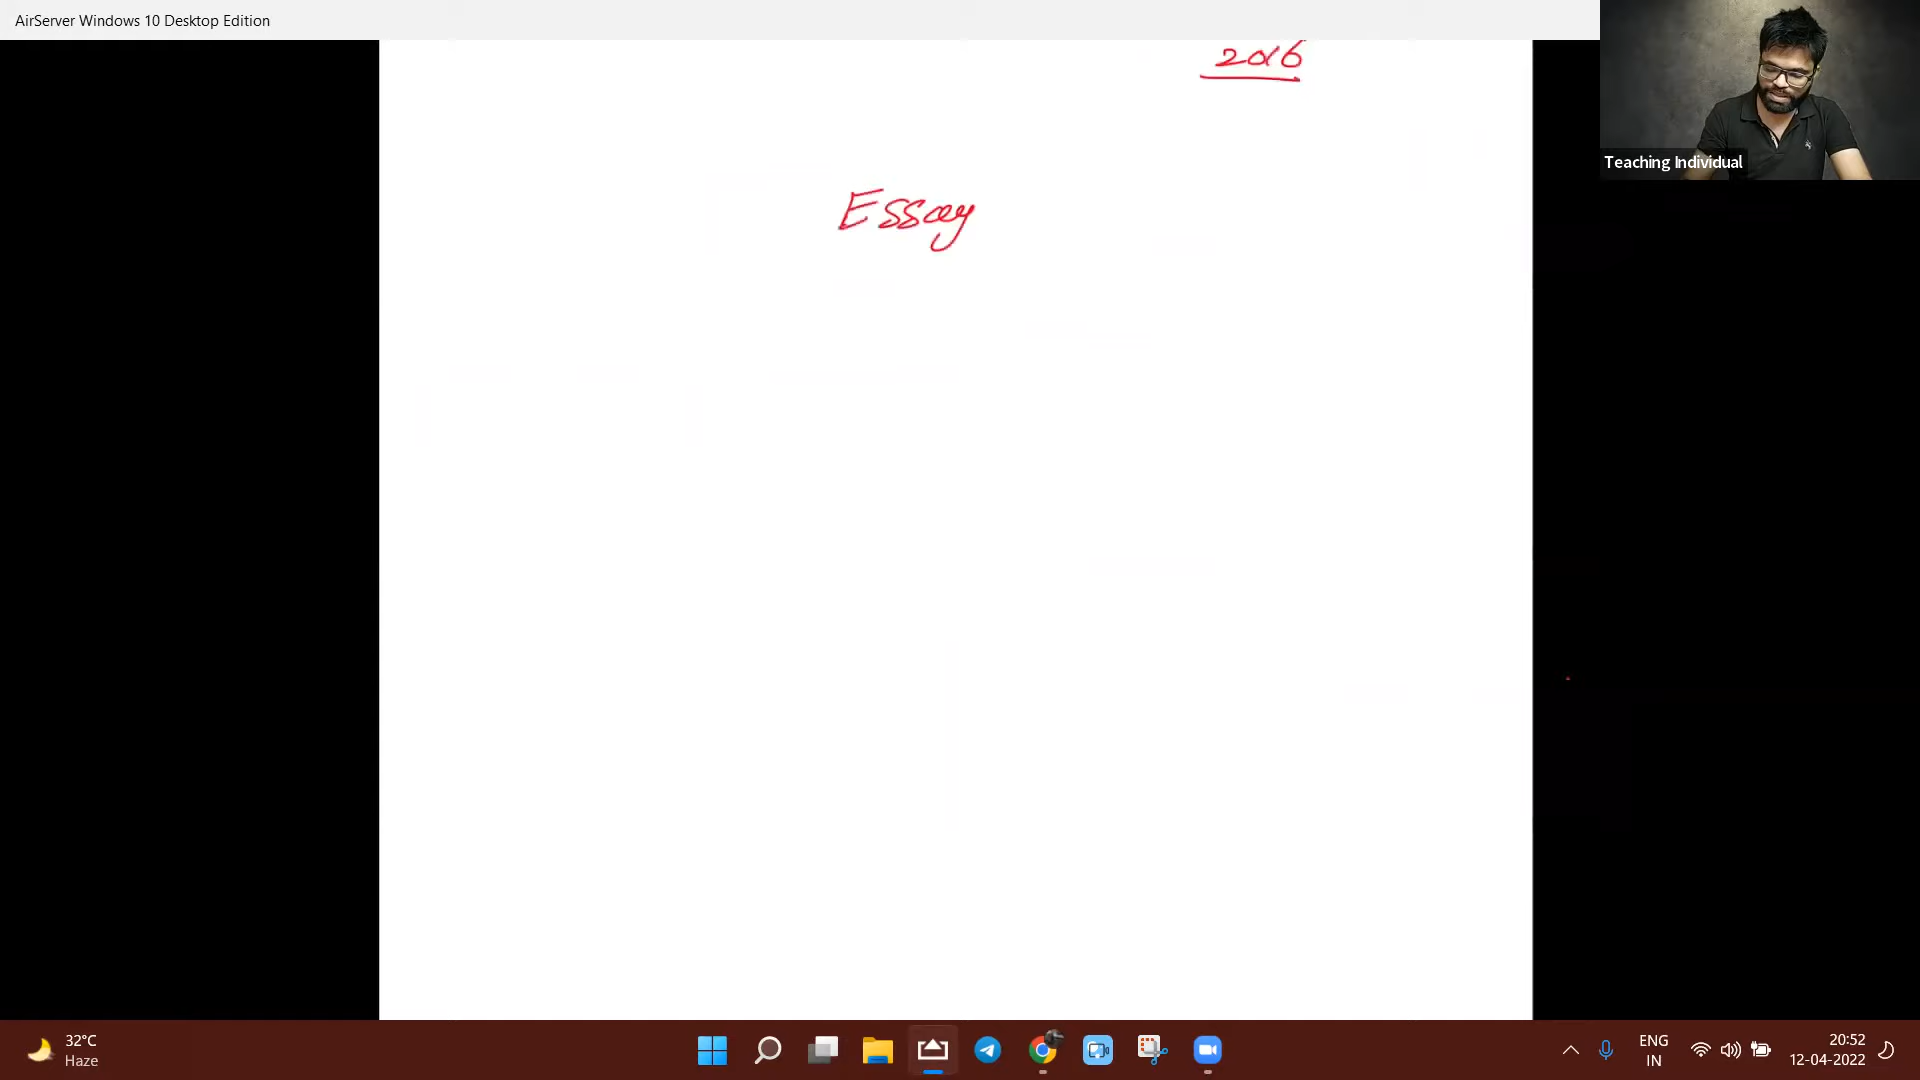 AirServer Windows 10 Desktop Edition
2016
Teaching Individual
Essay
32°C
Haze
ENG
IN
20:52
12-04-2022